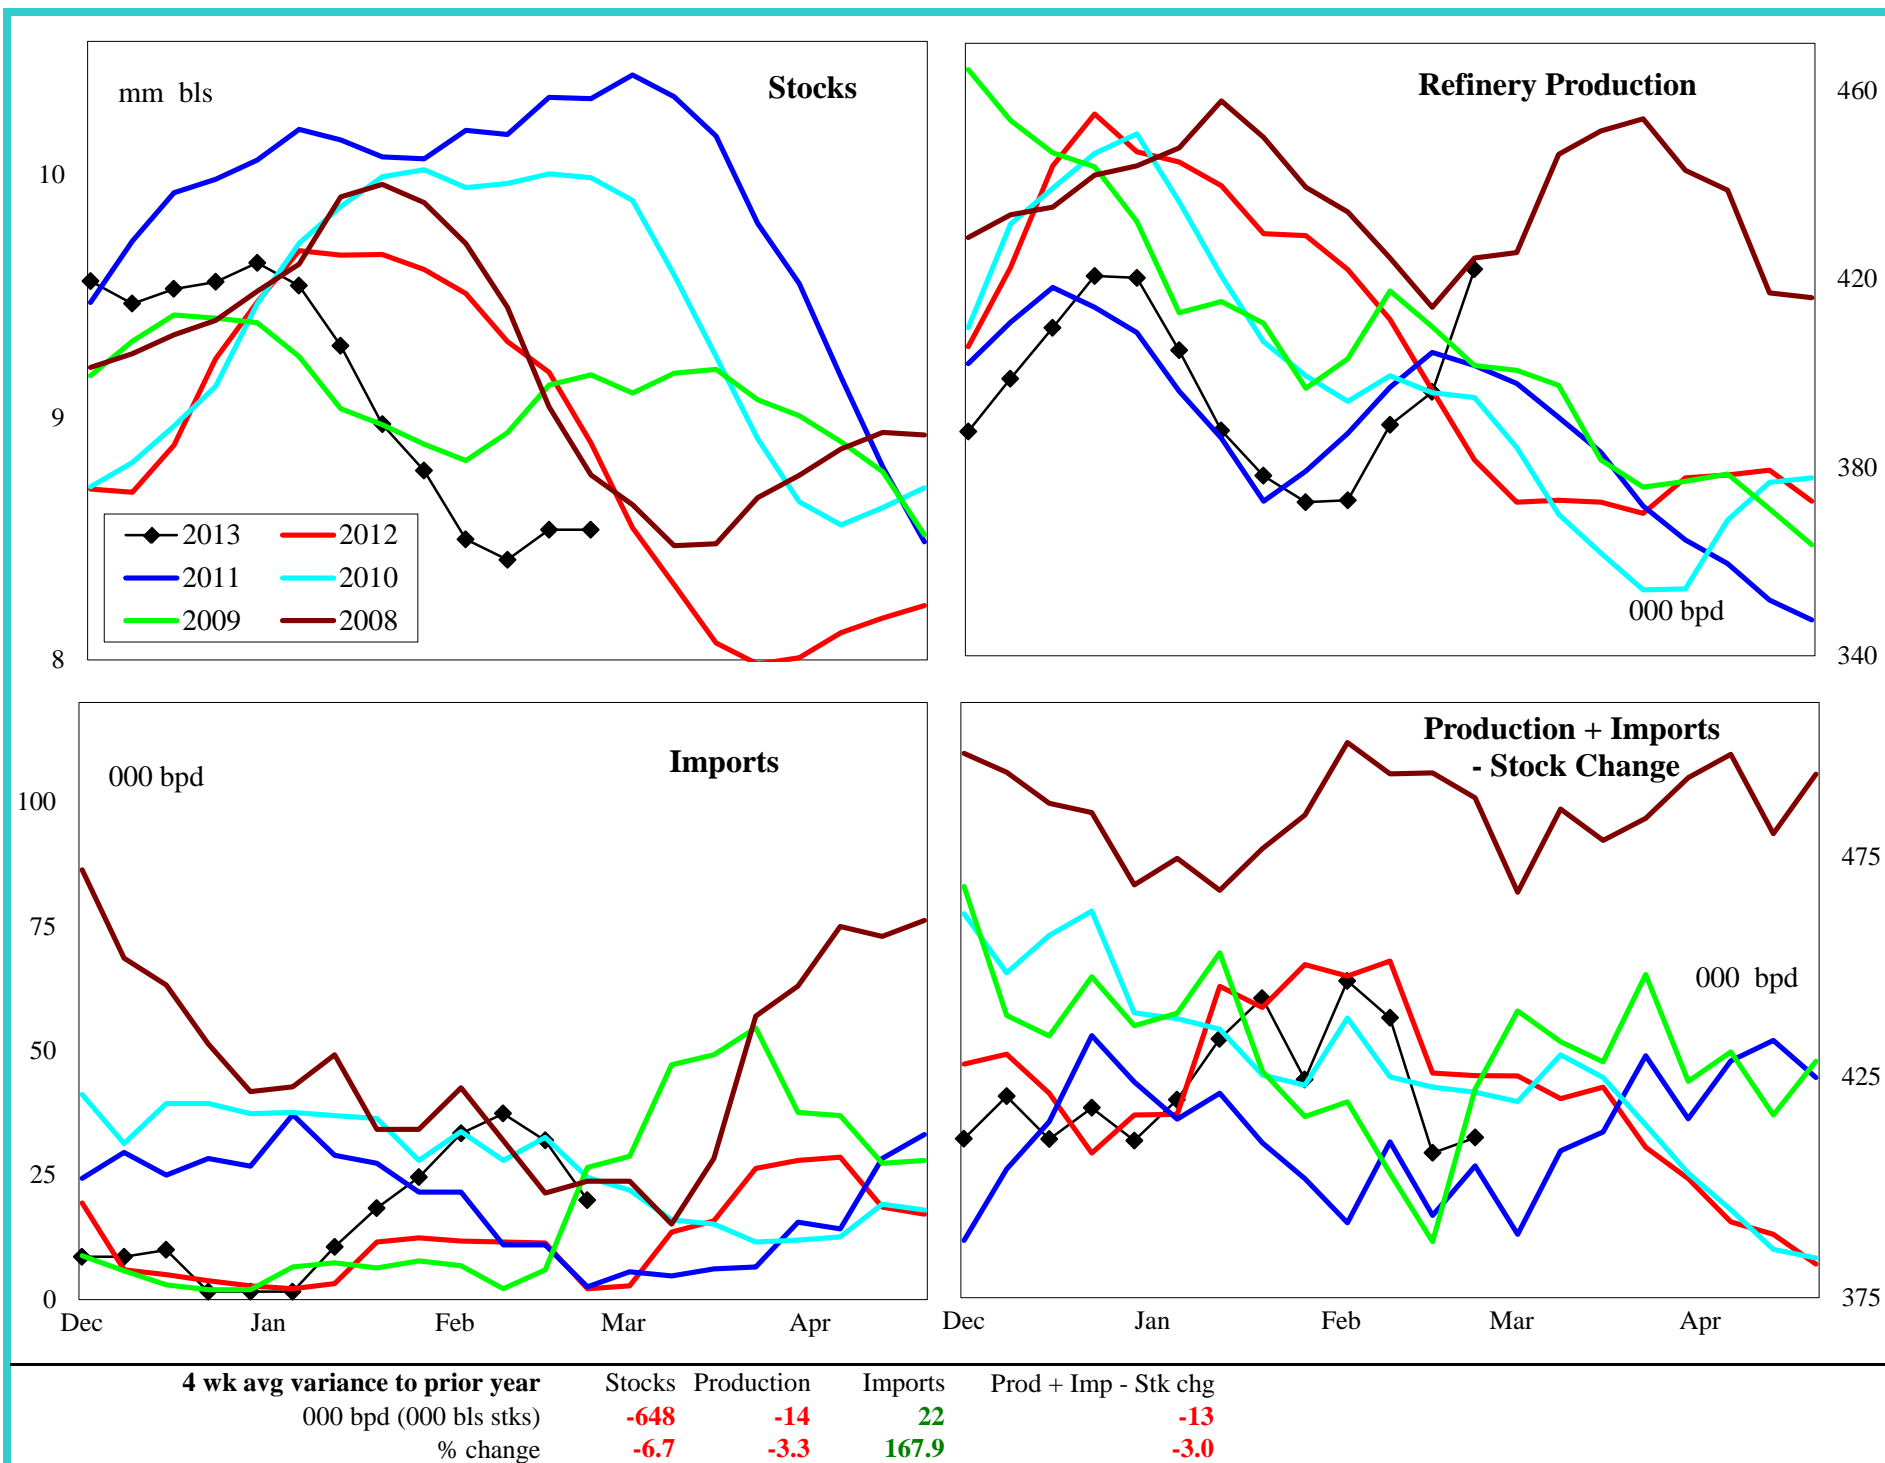 mm bls
Stocks
10
9
8
2013
2012
2011
2010
2009
2008
Refinery Production
460
420
380
340
000 bpd
000 bpd
Imports
100
75
50
25
0
Dec Jan Feb Mar Apr
Production + Imports
- Stock Change
475
000 bpd
425
375
Dec Jan Feb Mar Apr
4 wk avg variance to prior year Stocks Production Imports Prod + Imp - Stk chg
000 bpd (000 bls stks) -648 -14 22 -13
% change -6.7 -3.3 167.9 -3.0